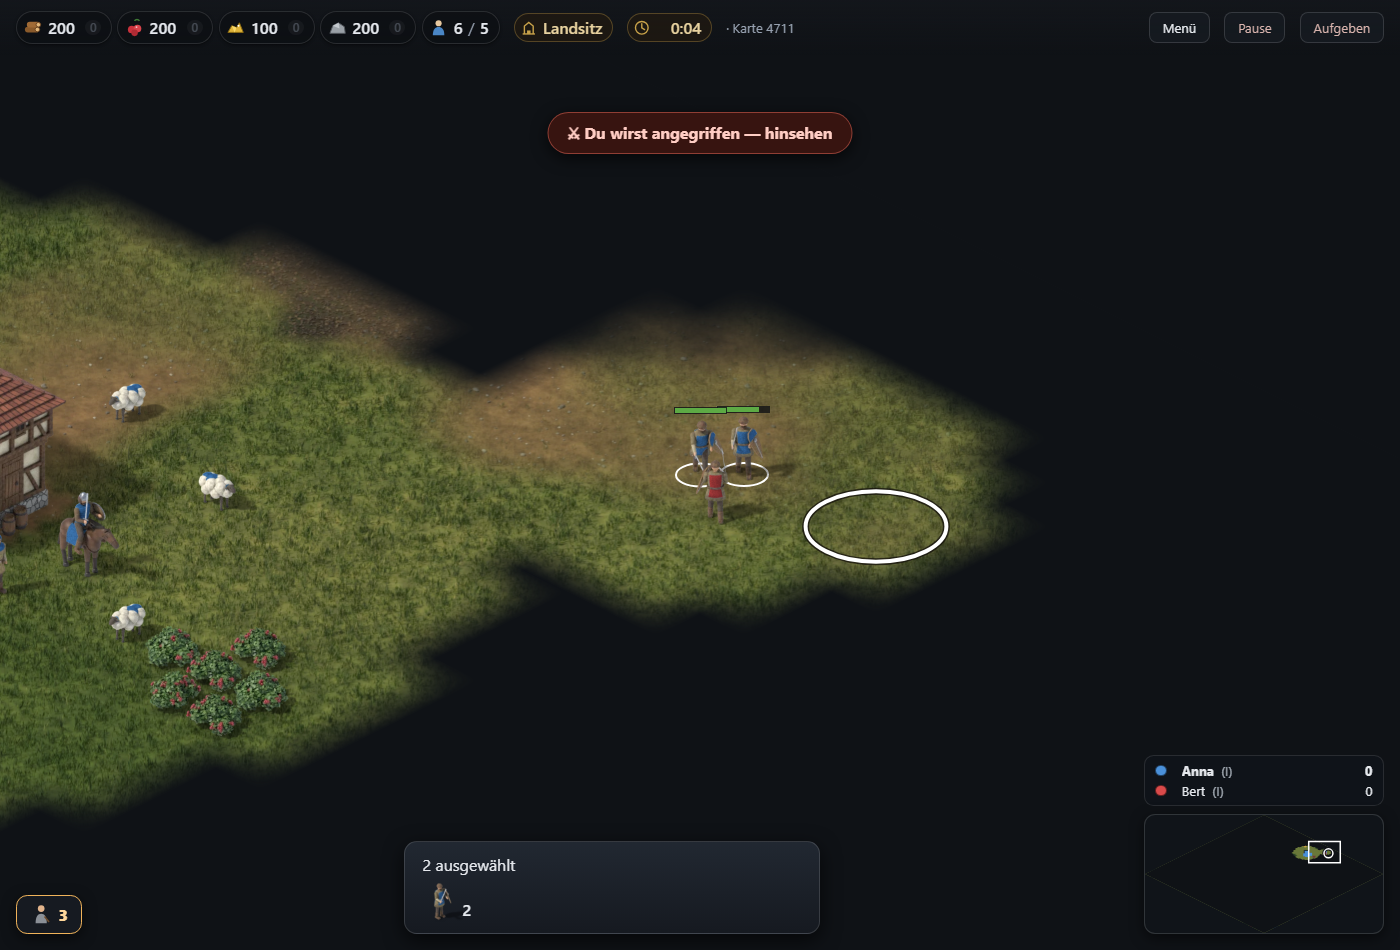 200 0 200 0 100 0 200 0 6 / 5 Landsitz 0:04 · Karte 4711 Menü Pause Aufgeben
Du wirst angegriffen — hinsehen
Anna (I) 0
Bert (I) 0
2 ausgewählt
2
3